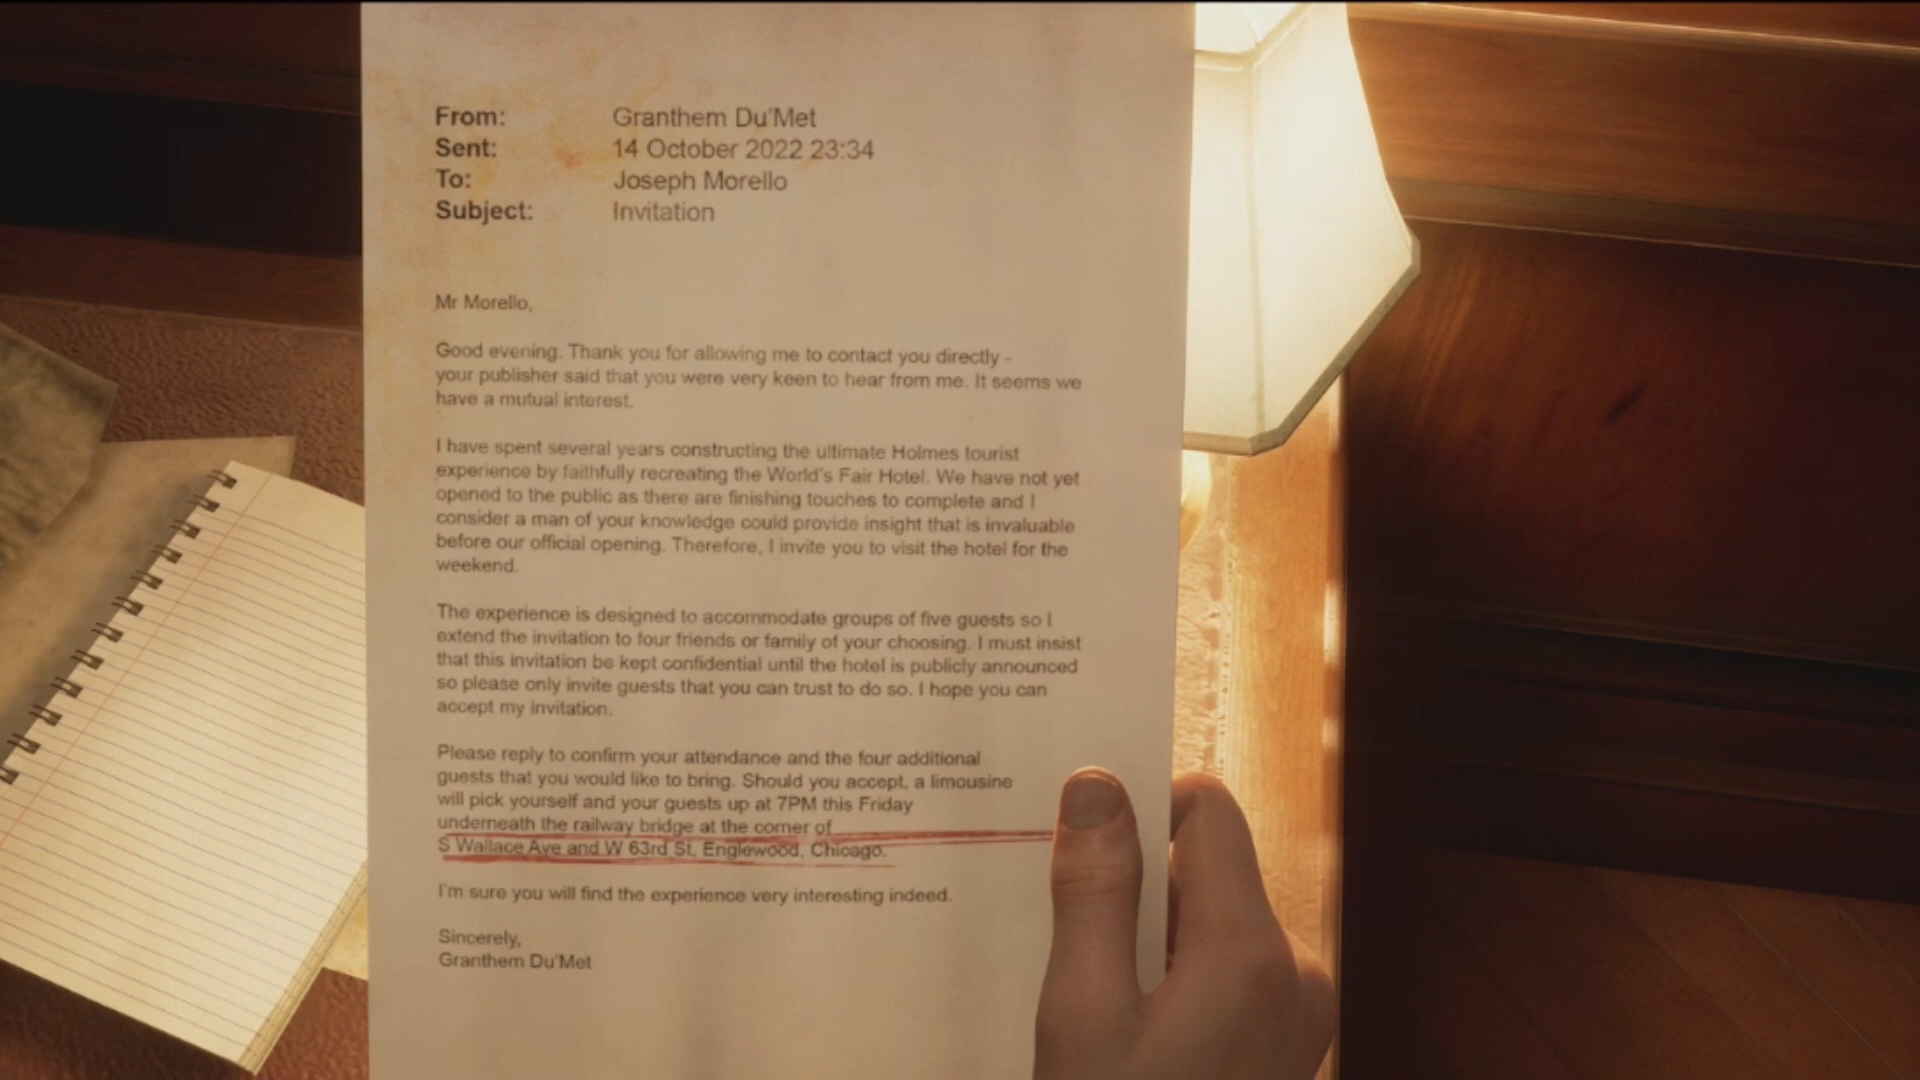 From: Granthem Du'Met
Sent: 14 October 2022 23:34
To: Joseph Morello
Subject: Invitation
Mr Morello,
Good evening. Thank you for allowing me to contact you directly -
your publisher said that you were very keen to hear from me. It seems we
have a mutual interest.
I have spent several years constructing the ultimate Holmes tourist
experience by faithfully recreating the World's Fair Hotel. We have not yet
opened to the public as there are finishing touches to complete and I
consider a man of your knowledge could provide insight that is invaluable
before our official opening. Therefore, I invite you to visit the hotel for the
weekend.
The experience is designed to accommodate groups of five guests so I
extend the invitation to four friends or family of your choosing. I must insist
that this invitation be kept confidential until the hotel is publicly announced
so please only invite guests that you can trust to do so. I hope you can
accept my invitation.
Please reply to confirm your attendance and the four additional
guests that you would like to bring. Should you accept, a limousine
will pick yourself and your guests up at 7PM this Friday
underneath the railway bridge at the corner of
S Wallace Ave and W 63rd St, Englewood, Chicago.
I'm sure you will find the experience very interesting indeed.
Sincerely,
Granthem Du'Met